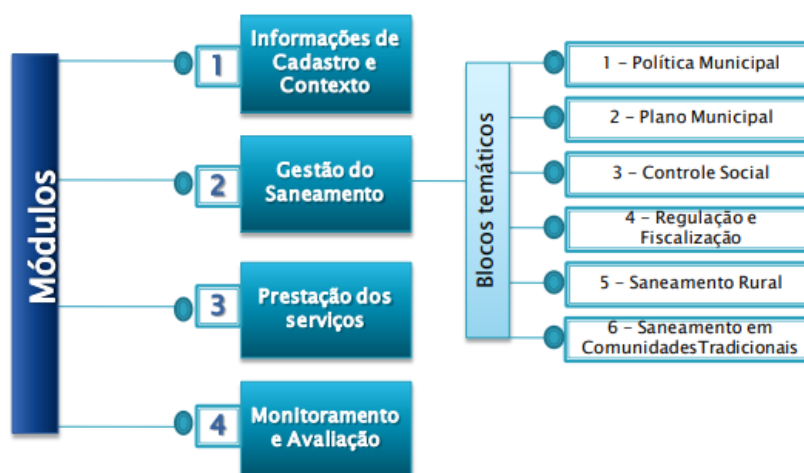 Módulos
1
Informações de
Cadastro e
Contexto
2
Gestão do
Saneamento
3
Prestação dos
serviços
4
Monitoramento
e Avaliação
Blocos temáticos
1 – Política Municipal
2 – Plano Municipal
3 – Controle Social
4 – Regulação e
Fiscalização
5 – Saneamento Rural
6 – Saneamento em
ComunidadesTradicionais